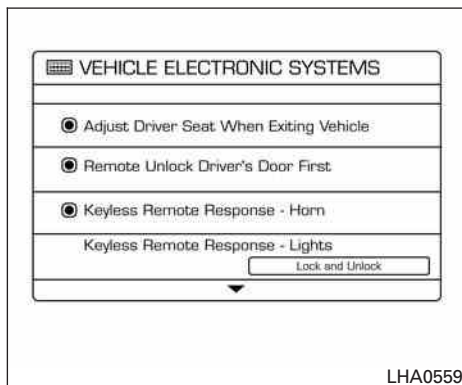 VEHICLE ELECTRONIC SYSTEMS
Adjust Driver Seat When Exiting Vehicle
Remote Unlock Driver's Door First
Keyless Remote Response - Horn
Keyless Remote Response - Lights
Lock and Unlock
LHA0559